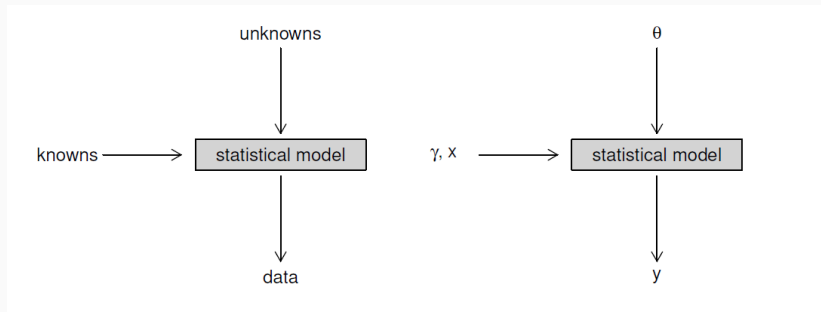 unknowns
θ
knowns
statistical model
γ, x
statistical model
data
y